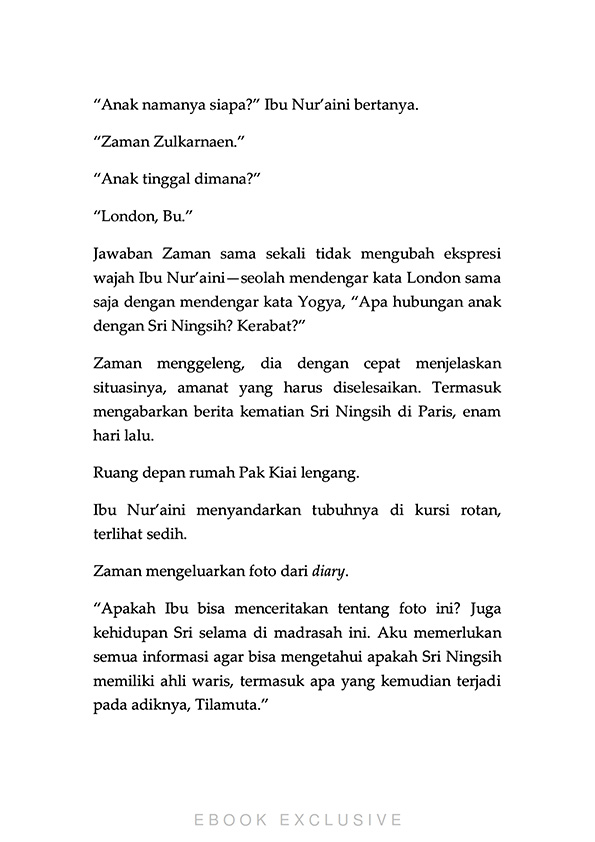 “Anak namanya siapa?” Ibu Nur’aini bertanya.
“Zaman Zulkarnaen.”
“Anak tinggal dimana?”
“London, Bu.”
Jawaban Zaman sama sekali tidak mengubah ekspresi
wajah Ibu Nur’aini—seolah mendengar kata London sama
saja dengan mendengar kata Yogya, “Apa hubungan anak
dengan Sri Ningsih? Kerabat?”
Zaman menggeleng, dia dengan cepat menjelaskan
situasinya, amanat yang harus diselesaikan. Termasuk
mengabarkan berita kematian Sri Ningsih di Paris, enam
hari lalu.
Ruang depan rumah Pak Kiai lengang.
Ibu Nur’aini menyandarkan tubuhnya di kursi rotan,
terlihat sedih.
Zaman mengeluarkan foto dari diary.
“Apakah Ibu bisa menceritakan tentang foto ini? Juga
kehidupan Sri selama di madrasah ini. Aku memerlukan
semua informasi agar bisa mengetahui apakah Sri Ningsih
memiliki ahli waris, termasuk apa yang kemudian terjadi
pada adiknya, Tilamuta.”
EBOOK EXCLUSIVE